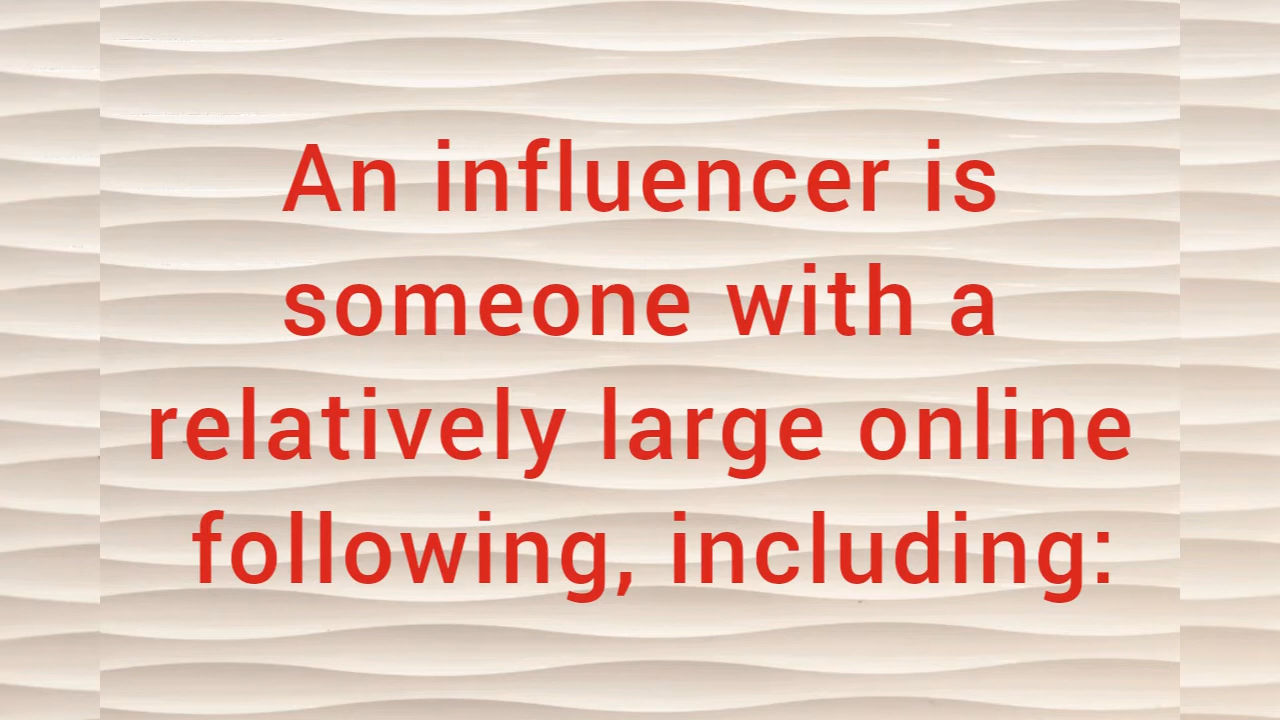 An influencer is
someone with a
relatively large online
following, including: